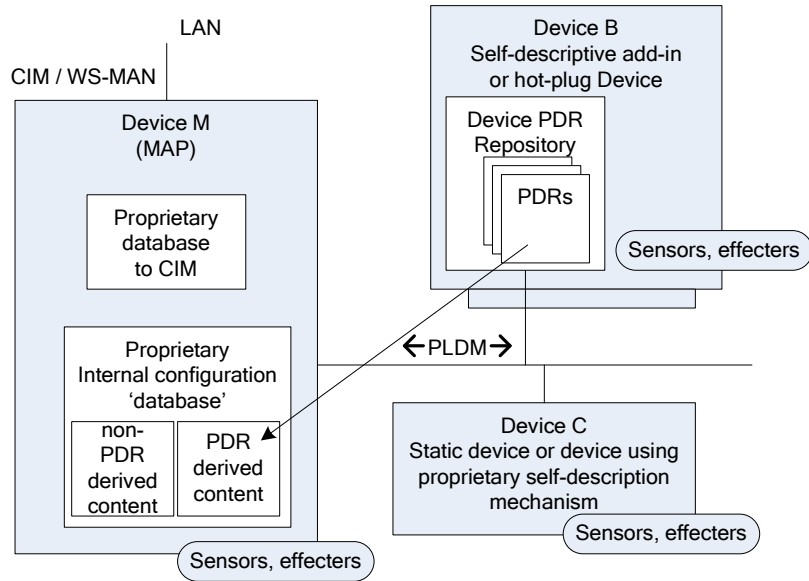 LAN
CIM / WS-MAN
Device M
(MAP)
Proprietary
database
to CIM
Proprietary
Internal configuration
‘database’
non-
PDR
derived
content
PDR
derived
content
Sensors, effecters
Device B
Self-descriptive add-in
or hot-plug Device
Device PDR
Repository
PDRs
Sensors, effecters
PLDM
Device C
Static device or device using
proprietary self-description
mechanism
Sensors, effecters